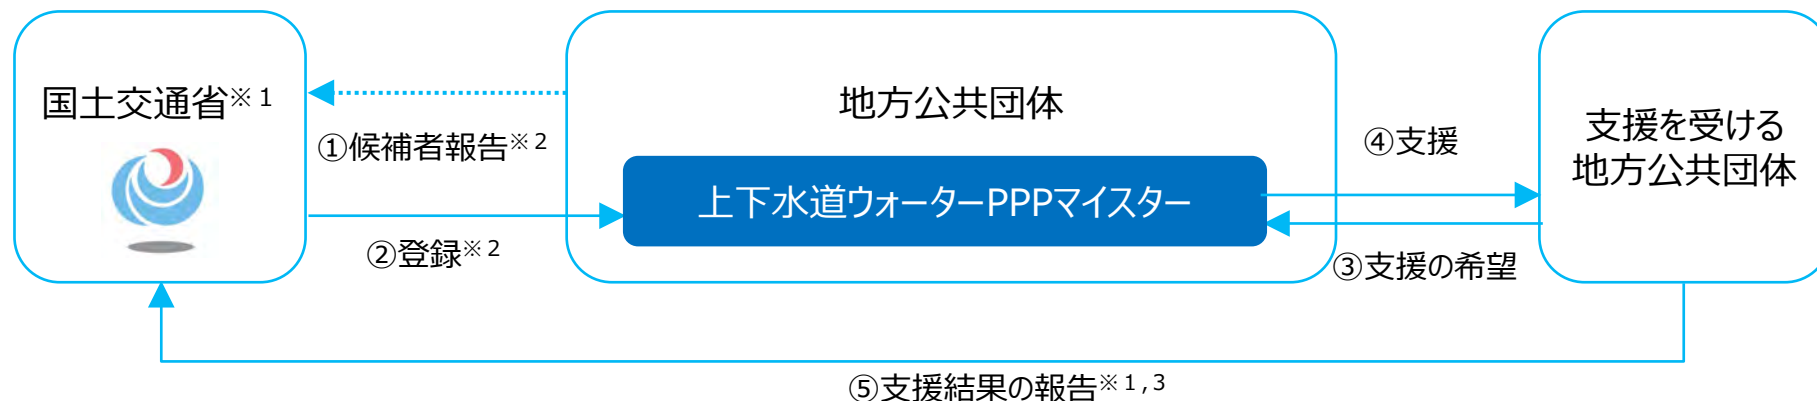 国土交通省※1
①候補者報告※2
②登録※2
地方公共団体
上下水道ウォーターPPPマイスター
④支援
③支援の希望
支援を受ける
地方公共団体
⑤支援結果の報告※1,3